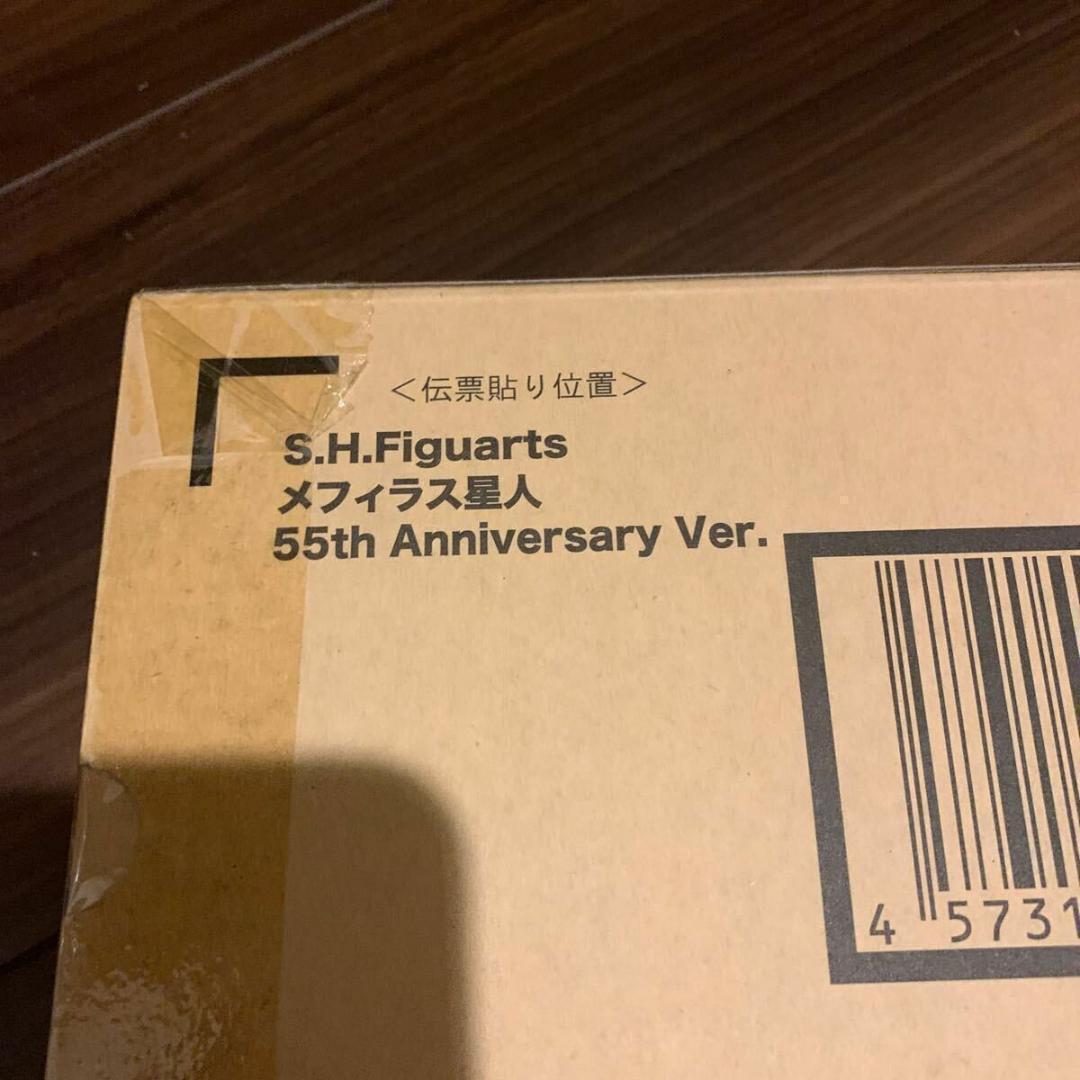 ＜伝票貼り位置＞
S.H.Figuarts
メフィラス星人
55th Anniversary Ver.
4 5731